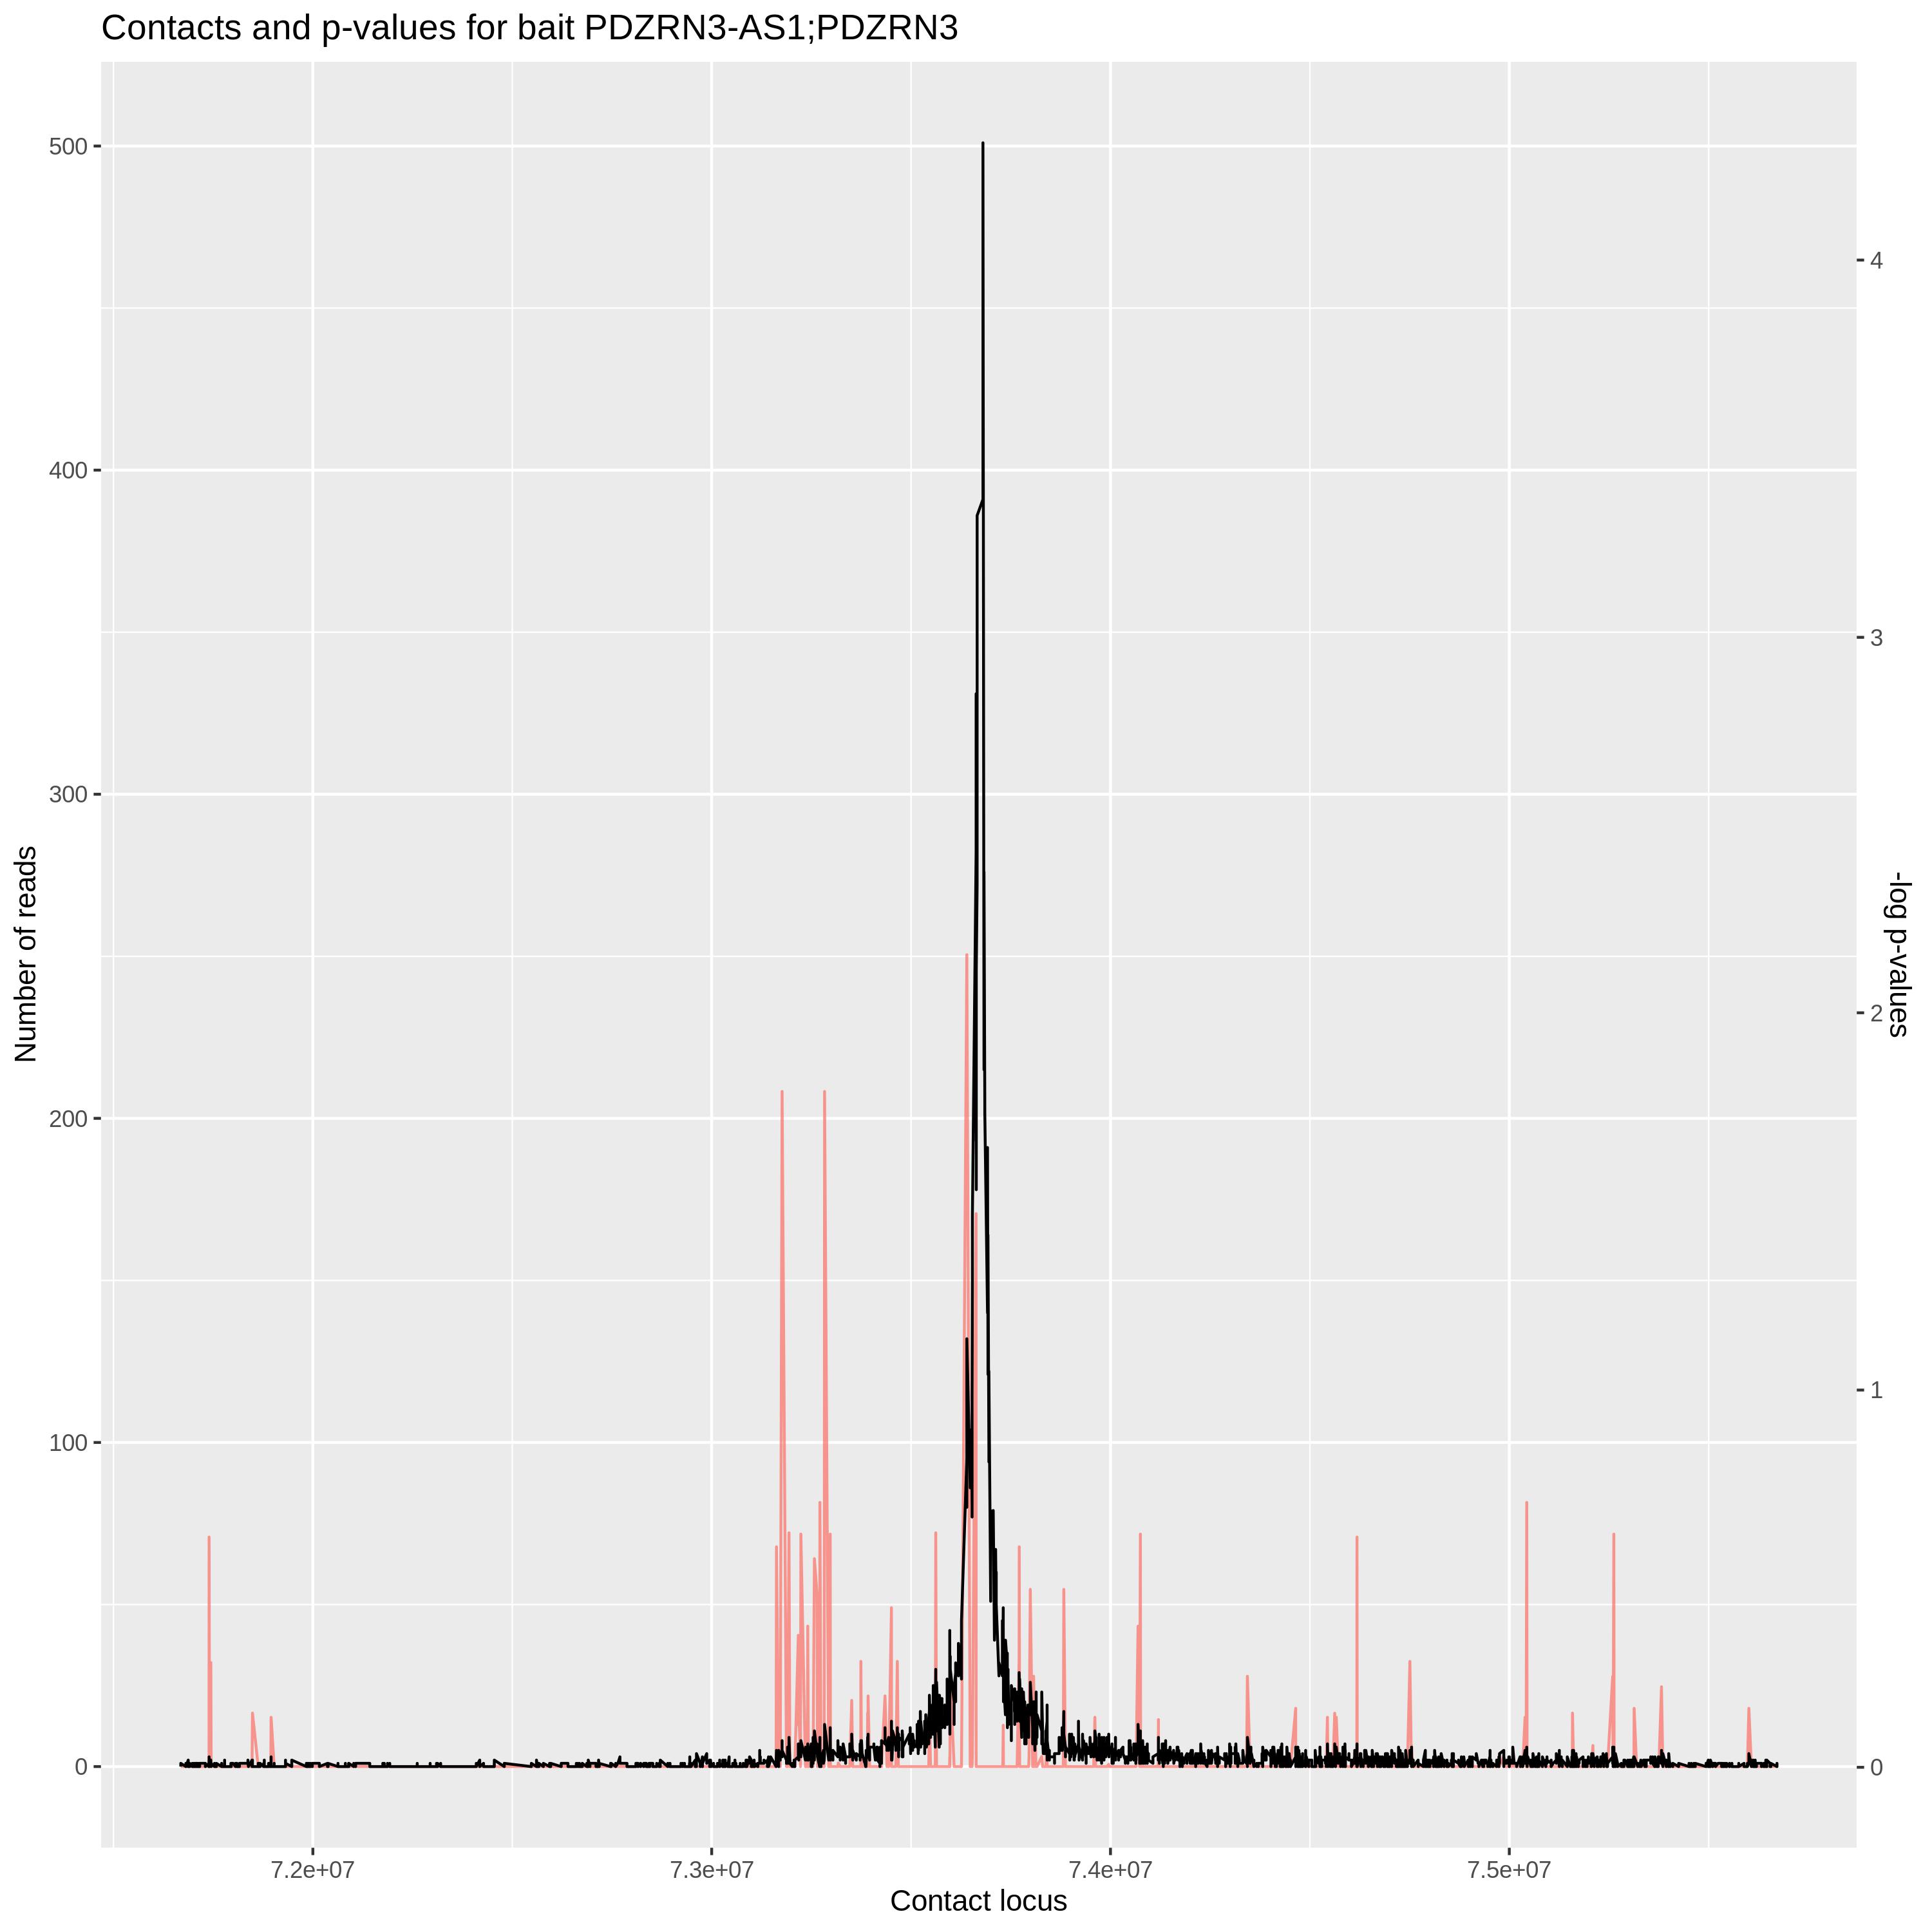 Contacts and p-values for bait PDZRN3-AS1;PDZRN3
500
400
300
200
100
0
Number of reads
4
3
2
1
0
-log p-values
7.2e+07 7.3e+07 7.4e+07 7.5e+07
Contact locus